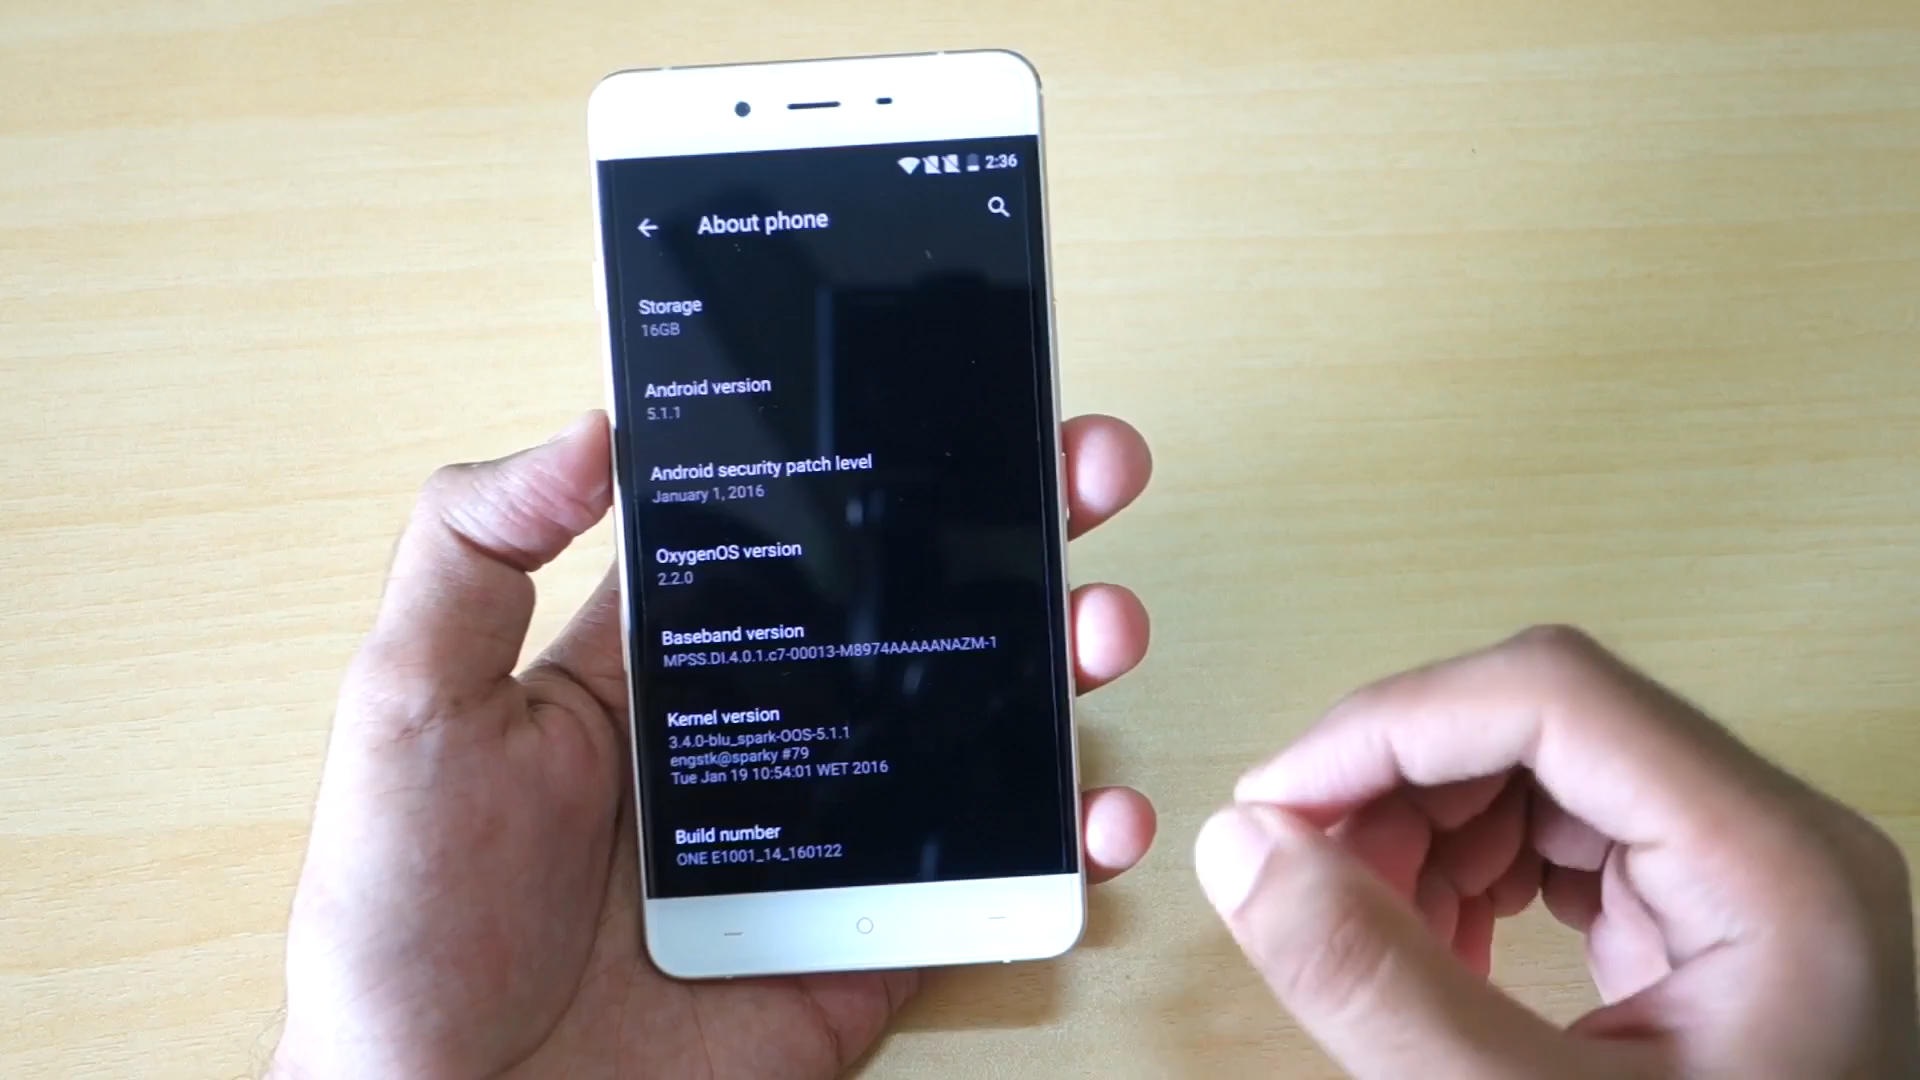 2:36
About phone
Storage
16GB
Android version
5.1.1
Android security patch level
January 1, 2016
OxygenOS version
2.2.0
Baseband version
MPSS.DI.4.0.1.c7-00013-M8974AAAAANAZM-1
Kernel version
3.4.0-blu_spark-OOS-5.1.1
engstk@sparky #79
Tue Jan 19 10:54:01 WET 2016
Build number
ONE E1001_14_160122